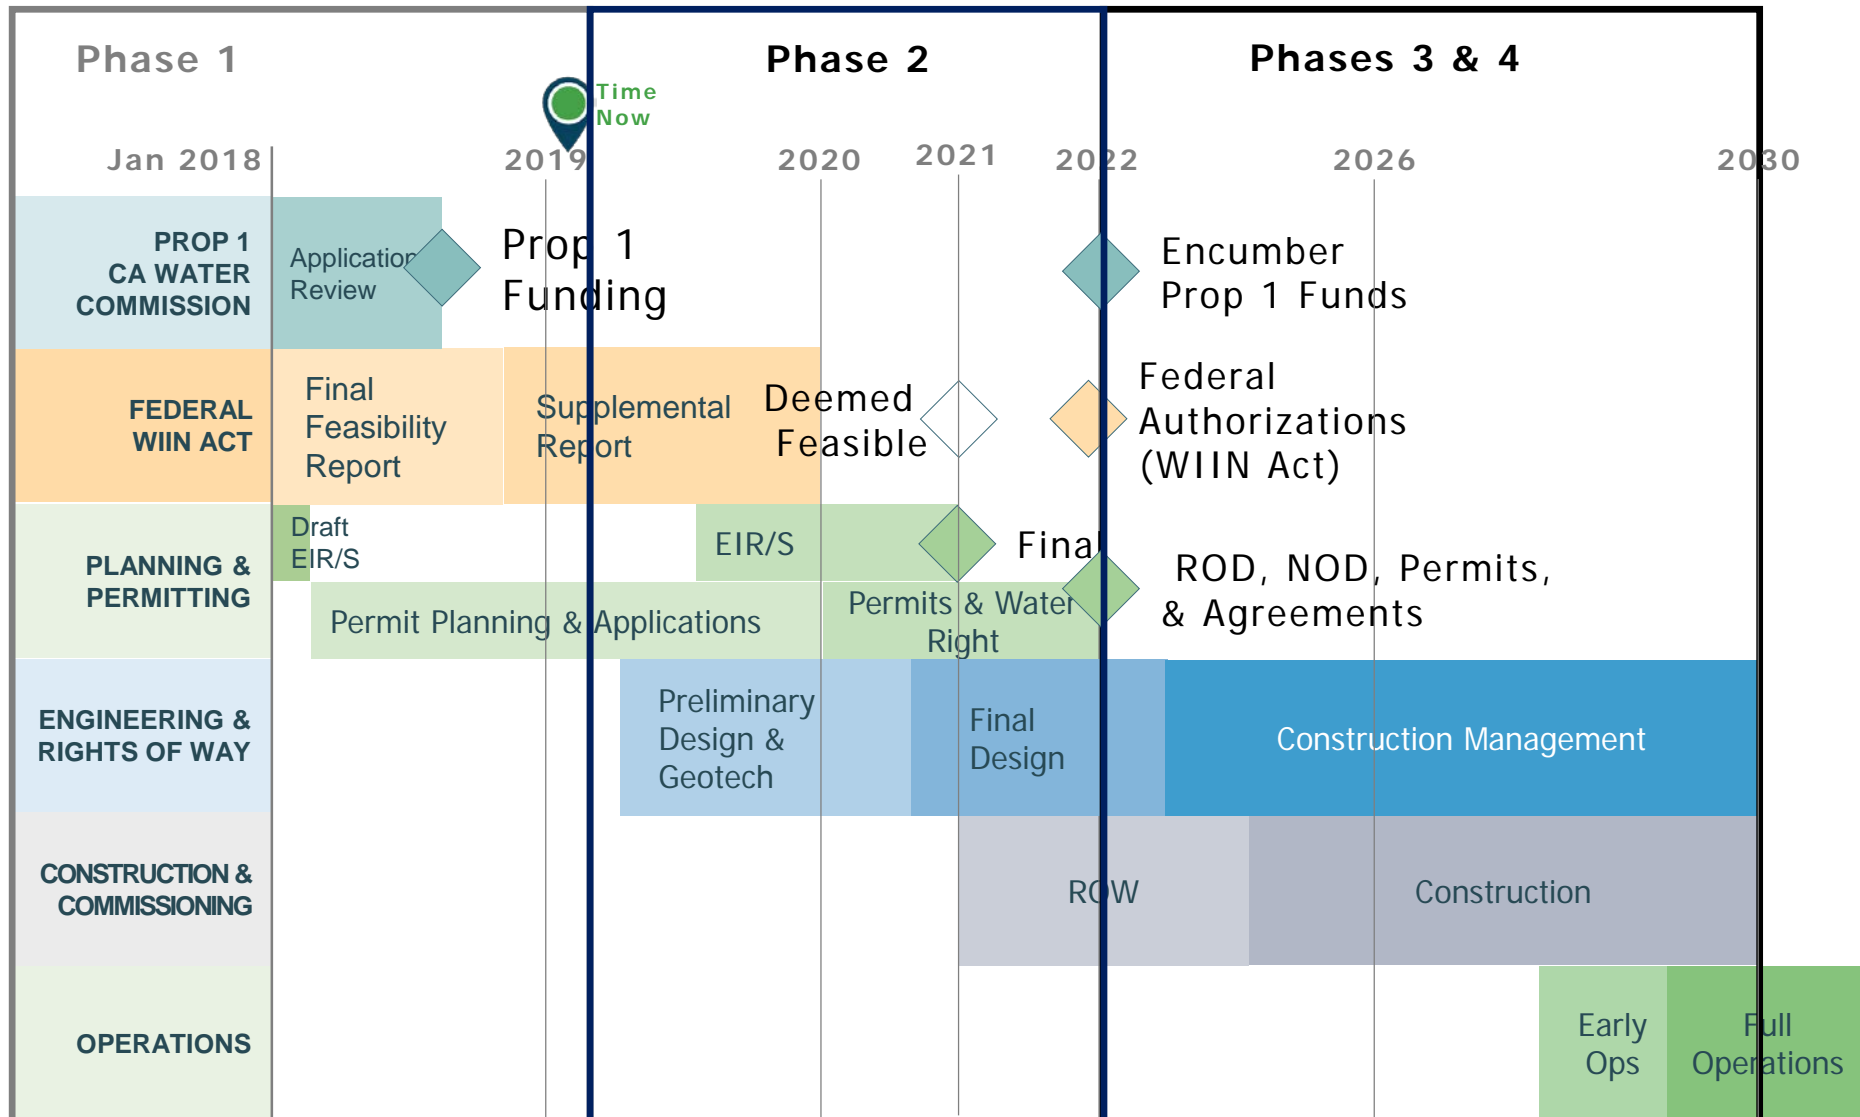 Phase 1
Phase 2
Phases 3 & 4
Time
Now
Jan 2018
2019
2020
2021
2022
2026
2030
PROP 1
CA WATER
COMMISSION
Application
Review
Prop 1
Funding
Encumber
Prop 1 Funds
FEDERAL
WIIN ACT
Final
Feasibility
Report
Supplemental
Report
Deemed
Feasible
Federal
Authorizations
(WIIN Act)
PLANNING &
PERMITTING
Draft
EIR/S
EIR/S
Final
Permit Planning & Applications
Permits & Water
Right
ROD, NOD, Permits,
& Agreements
ENGINEERING &
RIGHTS OF WAY
Preliminary
Design &
Geotech
Final
Design
Construction Management
CONSTRUCTION &
COMMISSIONING
ROW
Construction
OPERATIONS
Early
Ops
Full
Operations